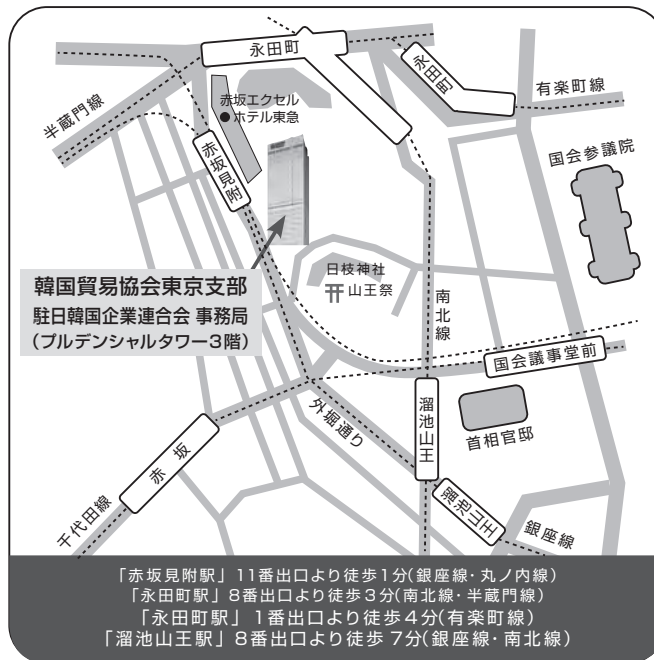 永田町
永田町
有楽町線
半蔵門線
赤坂エクセル
ホテル東急
赤坂見附
国会参議院
日枝神社
山王祭
南北線
韓国貿易協会東京支部
駐日韓国企業連合会 事務局
(プルデンシャルタワー3階)
国会議事堂前
溜池山王
首相官邸
外堀通り
赤坂
千代田線
溜池山王
銀座線
「赤坂見附駅」11番出口より徒歩1分(銀座線・丸ノ内線)
「永田町駅」8番出口より徒歩3分(南北線・半蔵門線)
「永田町駅」1番出口より徒歩4分(有楽町線)
「溜池山王駅」8番出口より徒歩 7分(銀座線・南北線)